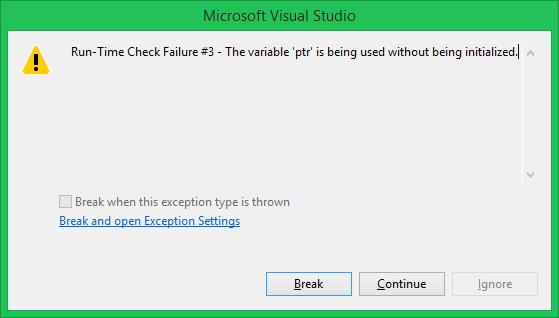 Microsoft Visual Studio
Run-Time Check Failure #3 - The variable 'ptr' is being used without being initialized.
Break when this exception type is thrown
Break and open Exception Settings
Break
Continue
Ignore